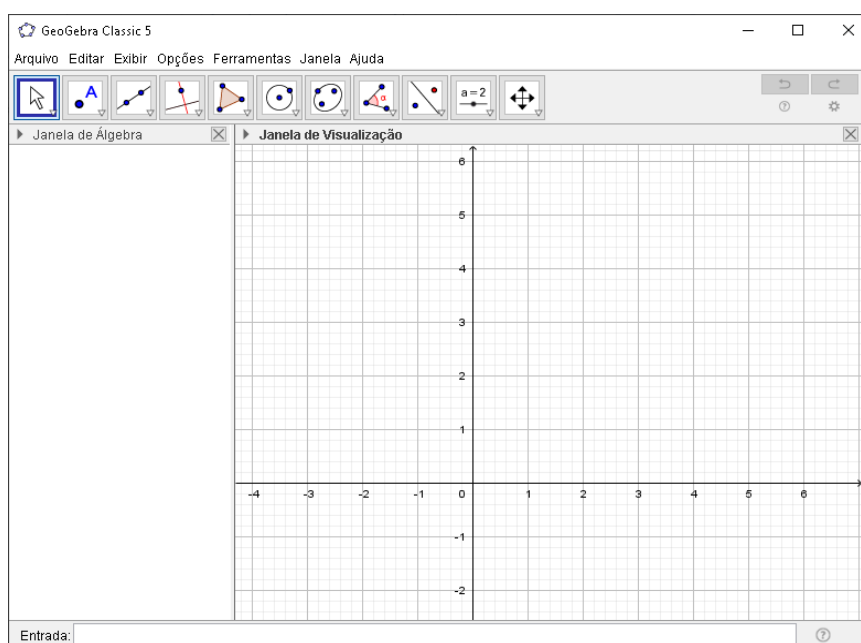 GeoGebra Classic 5
Arquivo Editar Exibir Opções Ferramentas Janela Ajuda
A
α
a=2
Janela de Álgebra
Janela de Visualização
6
5
4
3
2
1
-4 -3 -2 -1 0 1 2 3 4 5 6
-1
-2
Entrada: